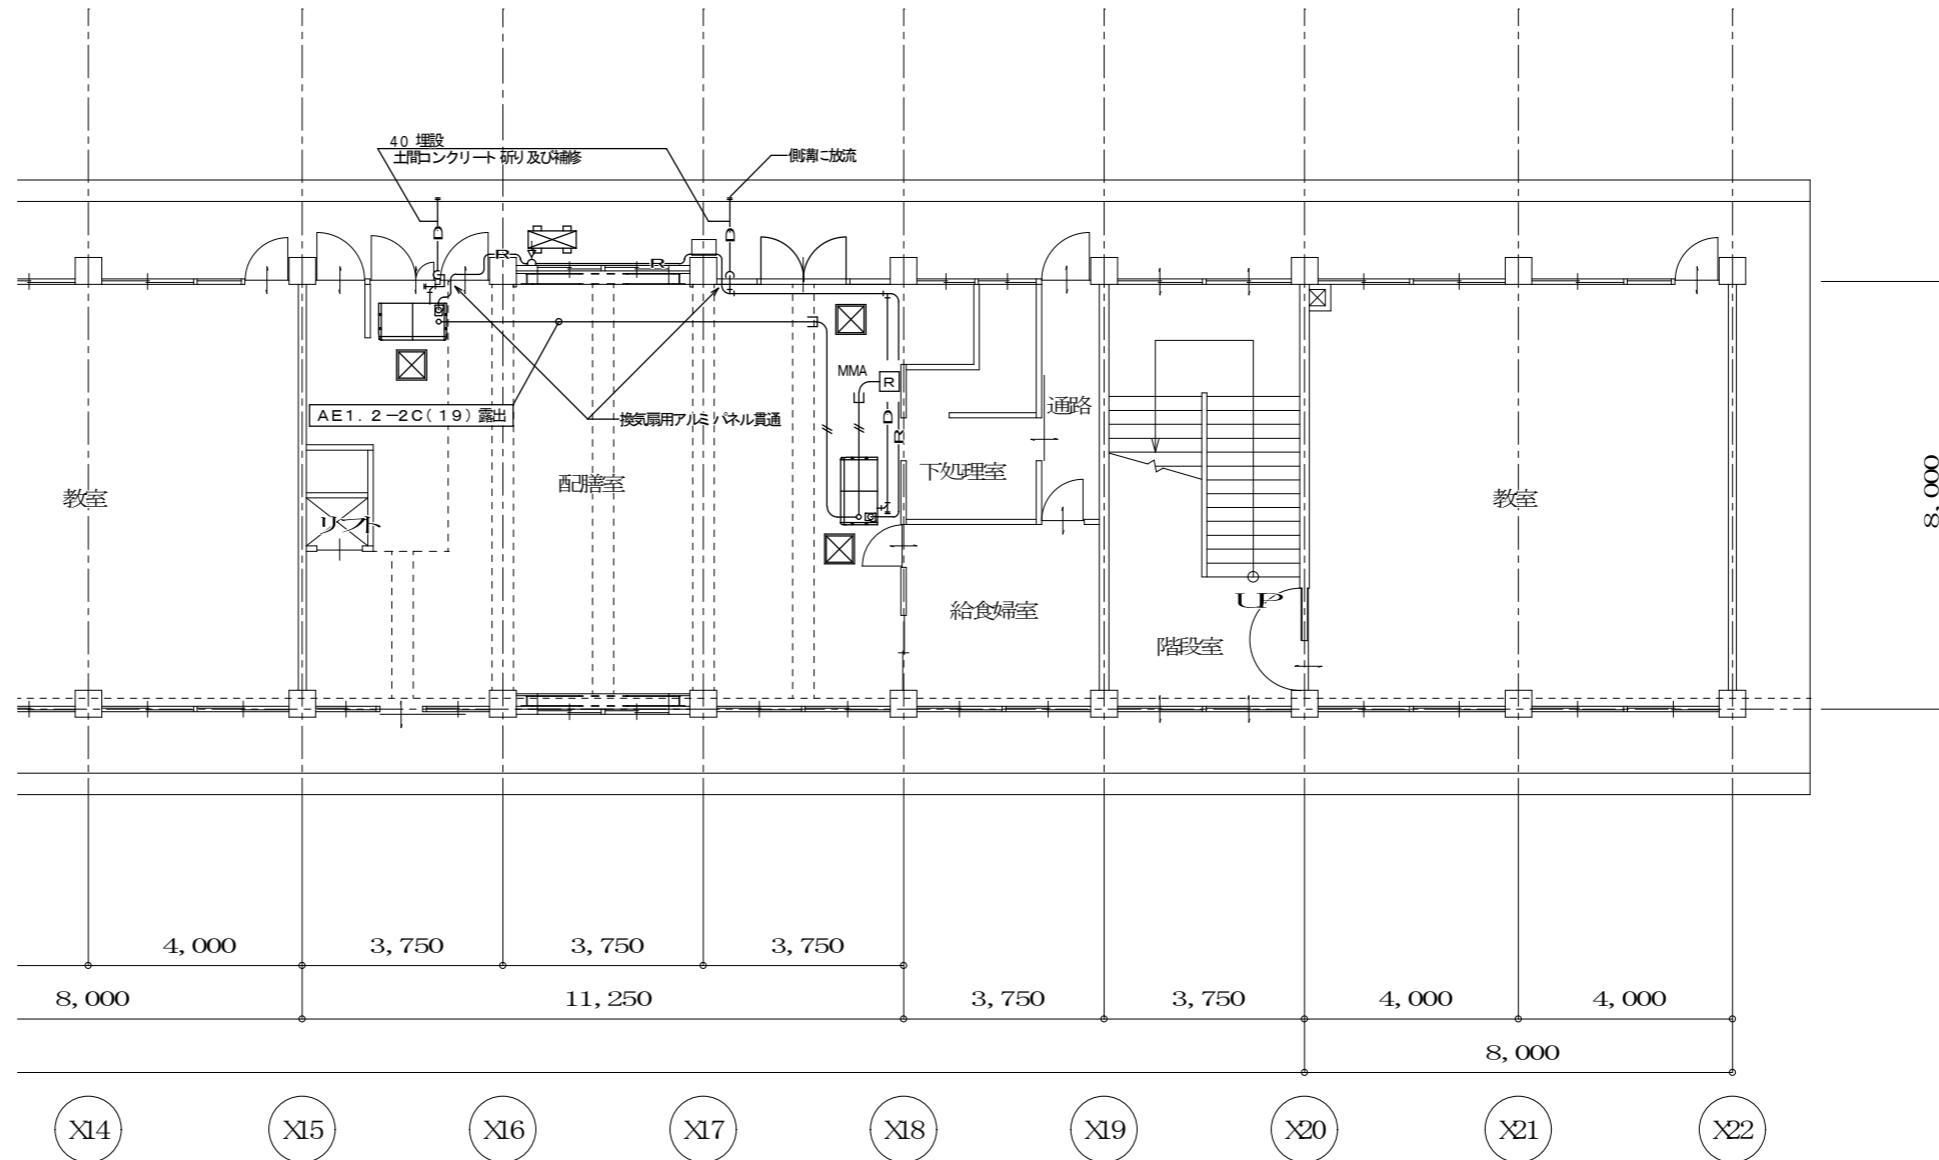 40 埋設
土間コンクリート 斫り 及び補修
側溝に放流
R
R
D
D
MMA
R
D
R
AE1. 2-2C( 19) 露出
換気扇用アルミパネル貫通
通路
下処理室
配膳室
教室
教室
リフト
8, 000
給食婦室
UP
階段室
4, 000
3, 750
3, 750
3, 750
8, 000
11, 250
3, 750
3, 750
4, 000
4, 000
8, 000
X14
X15
X16
X17
X18
X19
X20
X21
X22